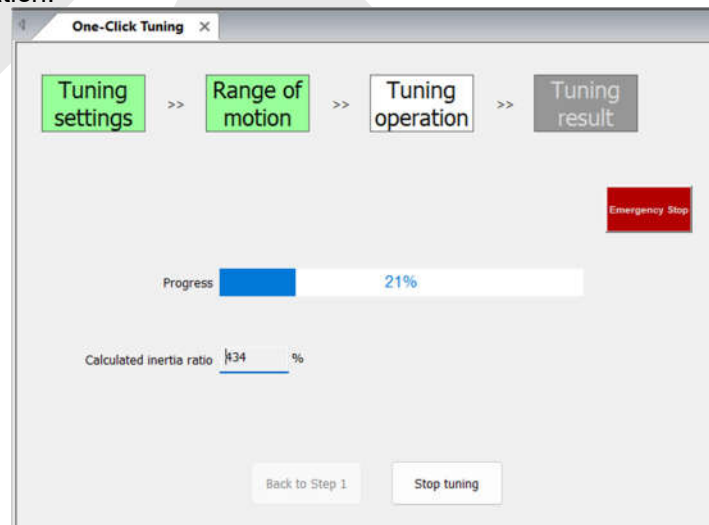 One-Click Tuning ×
Tuning settings >> Range of motion >> Tuning operation >> Tuning result
Emergency Stop
Progress 21%
Calculated inertia ratio 434 %
Back to Step 1 Stop tuning